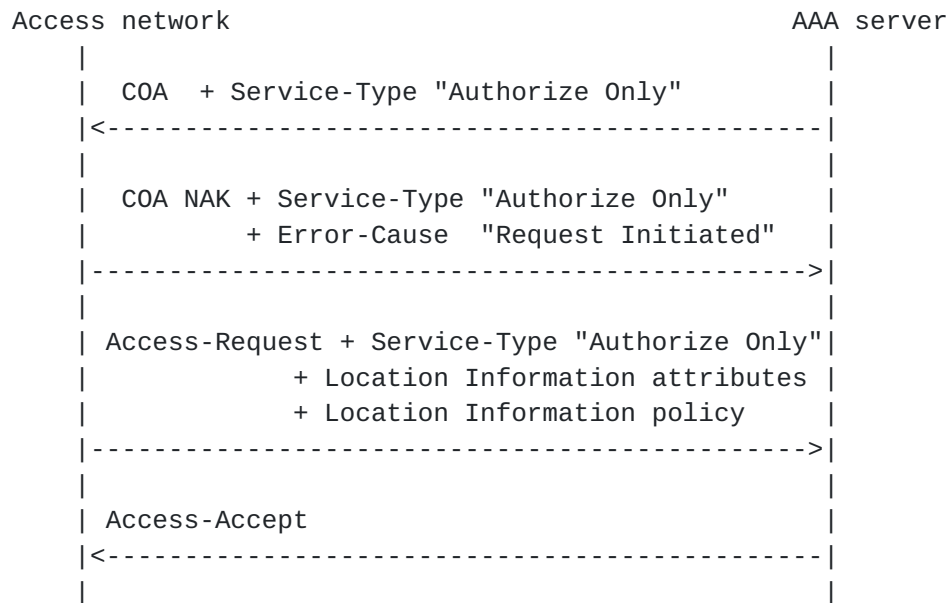 Access network AAA server
COA + Service-Type "Authorize Only"
COA NAK + Service-Type "Authorize Only"
+ Error-Cause "Request Initiated"
Access-Request + Service-Type "Authorize Only"
+ Location Information attributes
+ Location Information policy
Access-Accept